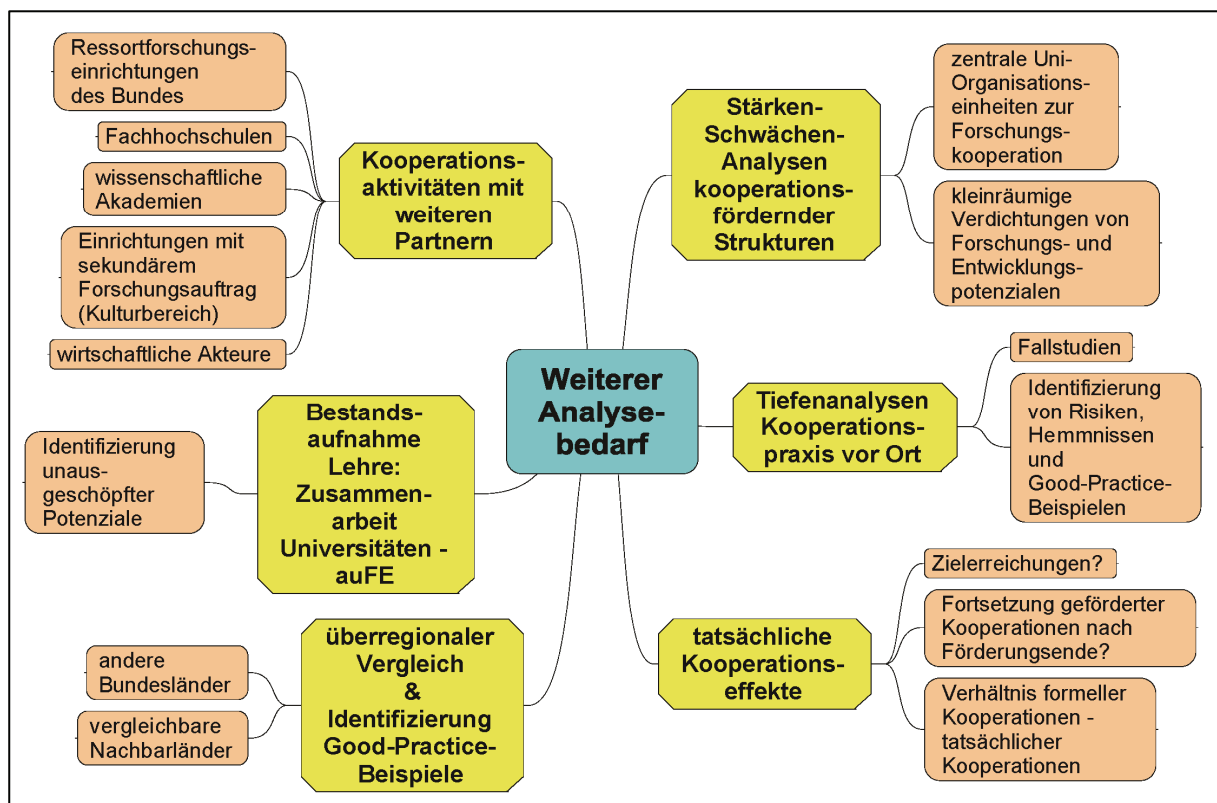 Ressortforschungs-
einrichtungen
des Bundes
Fachhochschulen
wissenschaftliche
Akademien
Einrichtungen mit
sekundärem
Forschungsauftrag
(Kulturbereich)
wirtschaftliche Akteure
Kooperations-
aktivitäten mit
weiteren
Partnern
Stärken-
Schwächen-
Analysen
kooperations-
fördernder
Strukturen
zentrale Uni-
Organisations-
einheiten zur
Forschungs-
kooperation
kleinräumige
Verdichtungen von
Forschungs- und
Entwicklungs-
potenzialen
Weiterer
Analyse-
bedarf
Identifizierung
unaus-
geschöpfter
Potenziale
Bestands-
aufnahme
Lehre:
Zusammen-
arbeit
Universitäten -
auFE
Tiefenanalysen
Kooperations-
praxis vor Ort
Fallstudien
Identifizierung
von Risiken,
Hemmnissen
und
Good-Practice-
Beispielen
andere
Bundesländer
vergleichbare
Nachbarländer
überregionaler
Vergleich
&
Identifizierung
Good-Practice-
Beispiele
tatsächliche
Kooperations-
effekte
Zielerreichungen?
Fortsetzung geförderter
Kooperationen nach
Förderungsende?
Verhältnis formeller
Kooperationen -
tatsächlicher
Kooperationen